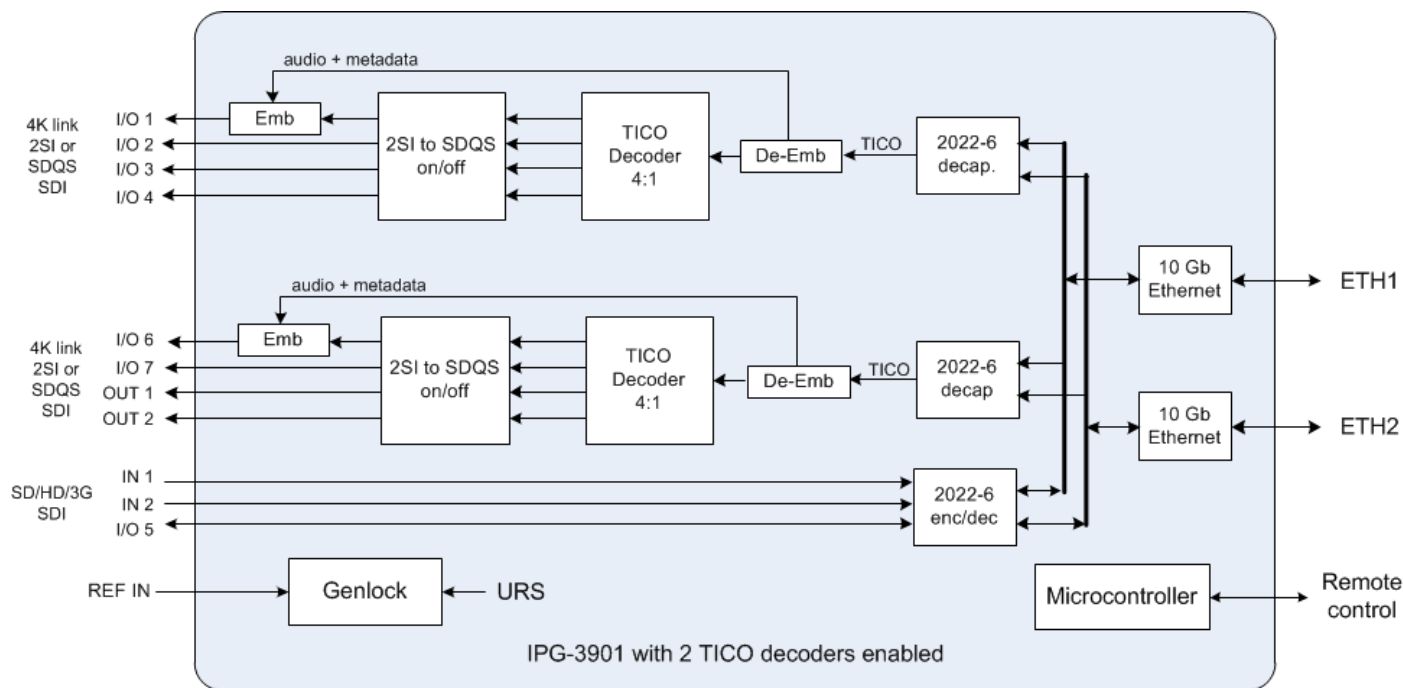 audio + metadata
4K link
2SI or
SDQS
SDI
I/O 1
I/O 2
I/O 3
I/O 4
Emb
2SI to SDQS
on/off
TICO
Decoder
4:1
De-Emb
TICO
2022-6
decap.
10 Gb
Ethernet
ETH1
audio + metadata
4K link
2SI or
SDQS
SDI
I/O 6
I/O 7
OUT 1
OUT 2
Emb
2SI to SDQS
on/off
TICO
Decoder
4:1
De-Emb
TICO
2022-6
decap
10 Gb
Ethernet
ETH2
SD/HD/3G
SDI
IN 1
IN 2
I/O 5
2022-6
enc/dec
REF IN
Genlock
URS
Microcontroller
Remote
control
IPG-3901 with 2 TICO decoders enabled